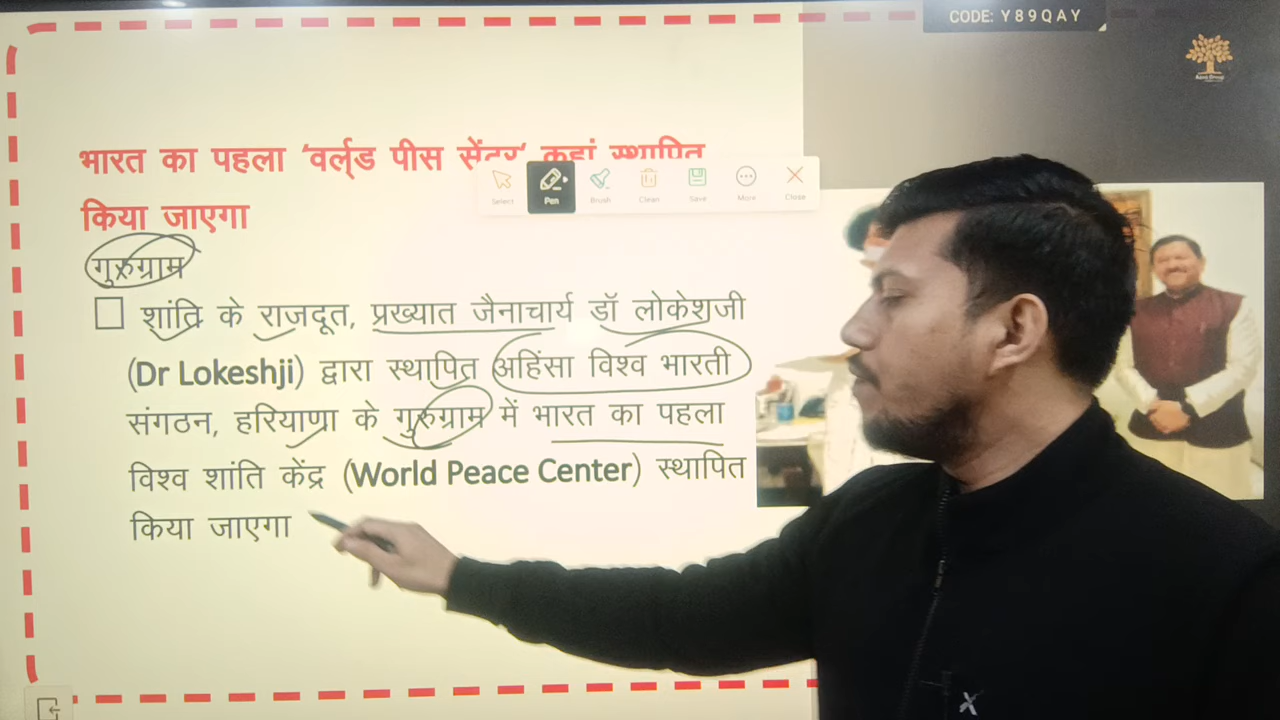 CODE: Y89QAY
भारत का पहला ‘वर्ल्ड पीस सेंटर’ कहां स्थापित
किया जाएगा
Select Pen Brush Clean Save More Close
गुरुग्राम
शांति के राजदूत, प्रख्यात जैनाचार्य डॉ लोकेशजी
(Dr Lokeshji) द्वारा स्थापित अहिंसा विश्व भारती
संगठन, हरियाणा के गुरुग्राम में भारत का पहला
विश्व शांति केंद्र (World Peace Center) स्थापित
किया जाएगा